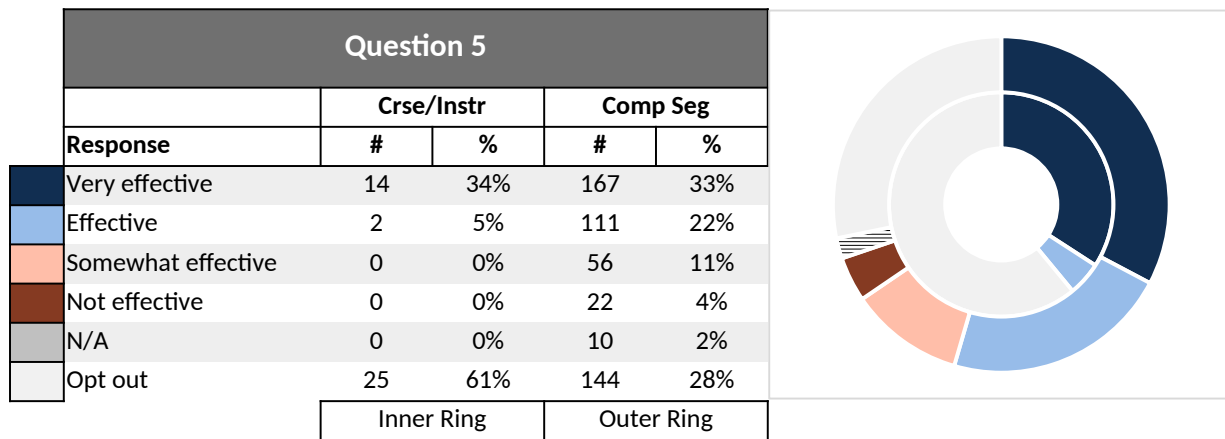 Question 5
Crse/Instr Comp Seg
Response # % # %
Very effective 14 34% 167 33%
Effective 2 5% 111 22%
Somewhat effective 0 0% 56 11%
Not effective 0 0% 22 4%
N/A 0 0% 10 2%
Opt out 25 61% 144 28%
Inner Ring Outer Ring